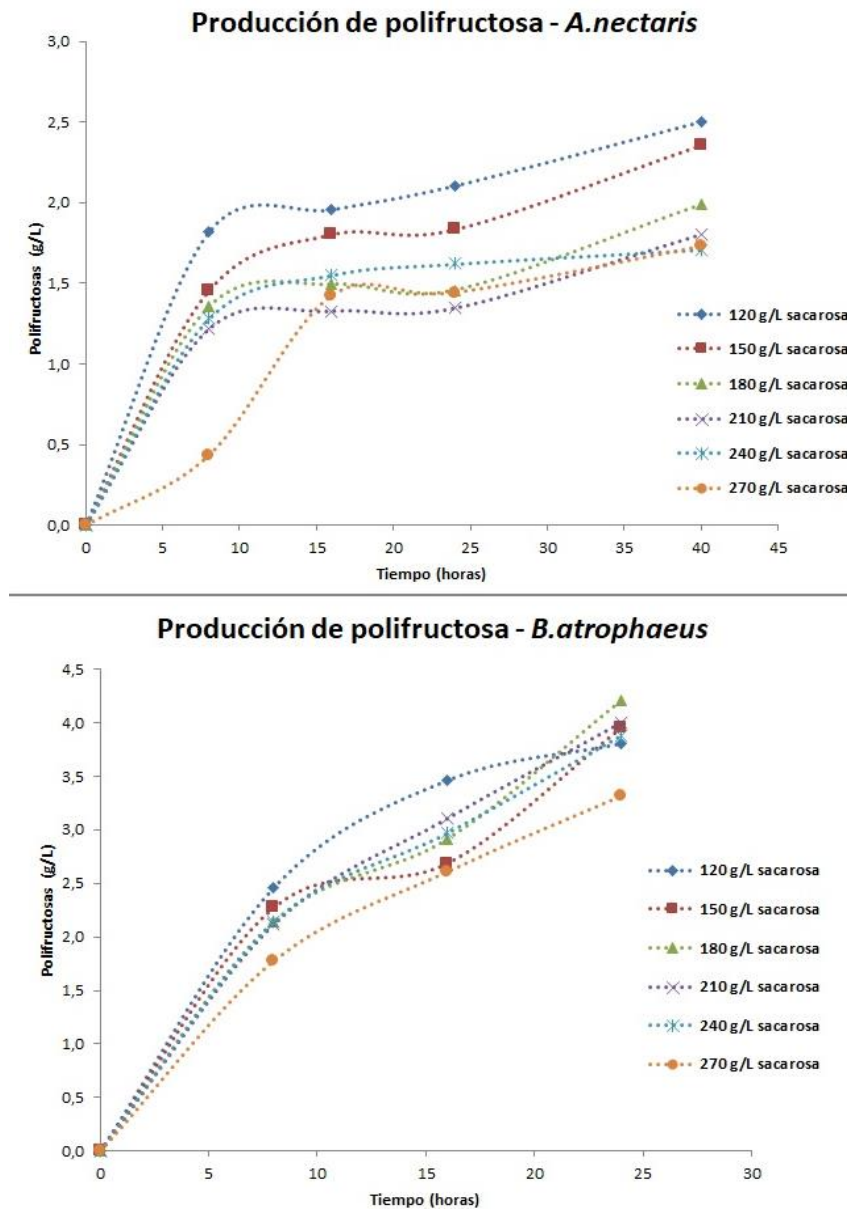 Producción de polifructosa - A.nectaris
3,0
2,5
2,0
1,5
1,0
0,5
0,0
Polifructosas (g/L)
0 5 10 15 20 25 30 35 40 45
Tiempo (horas)
120 g/L sacarosa
150 g/L sacarosa
180 g/L sacarosa
210 g/L sacarosa
240 g/L sacarosa
270 g/L sacarosa
Producción de polifructosa - B.atrophaeus
4,5
4,0
3,5
3,0
2,5
2,0
1,5
1,0
0,5
0,0
Polifructosas (g/L)
0 5 10 15 20 25 30
Tiempo (horas)
120 g/L sacarosa
150 g/L sacarosa
180 g/L sacarosa
210 g/L sacarosa
240 g/L sacarosa
270 g/L sacarosa